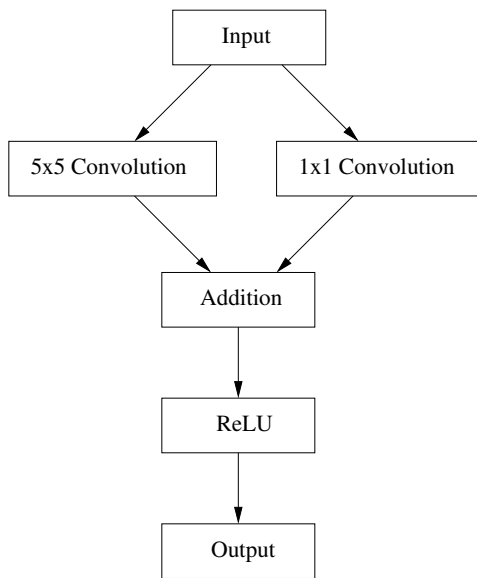 Input
5x5 Convolution
1x1 Convolution
Addition
ReLU
Output